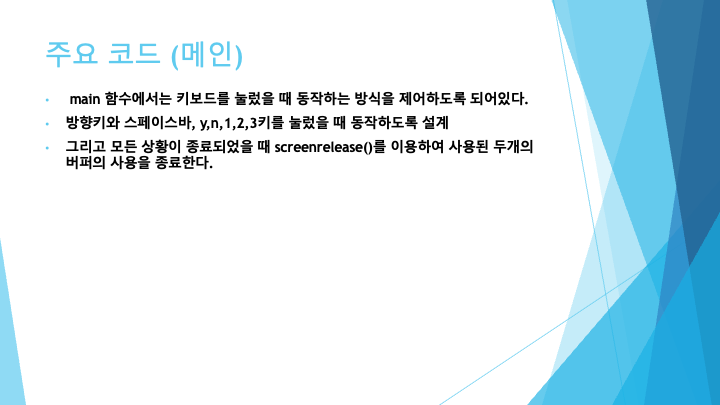 주요 코드 (메인)
main 함수에서는 키보드를 눌렀을 때 동작하는 방식을 제어하도록 되어있다.
방향키와 스페이스바, y,n,1,2,3키를 눌렀을 때 동작하도록 설계
그리고 모든 상황이 종료되었을 때 screenrelease()를 이용하여 사용된 두개의
버퍼의 사용을 종료한다.